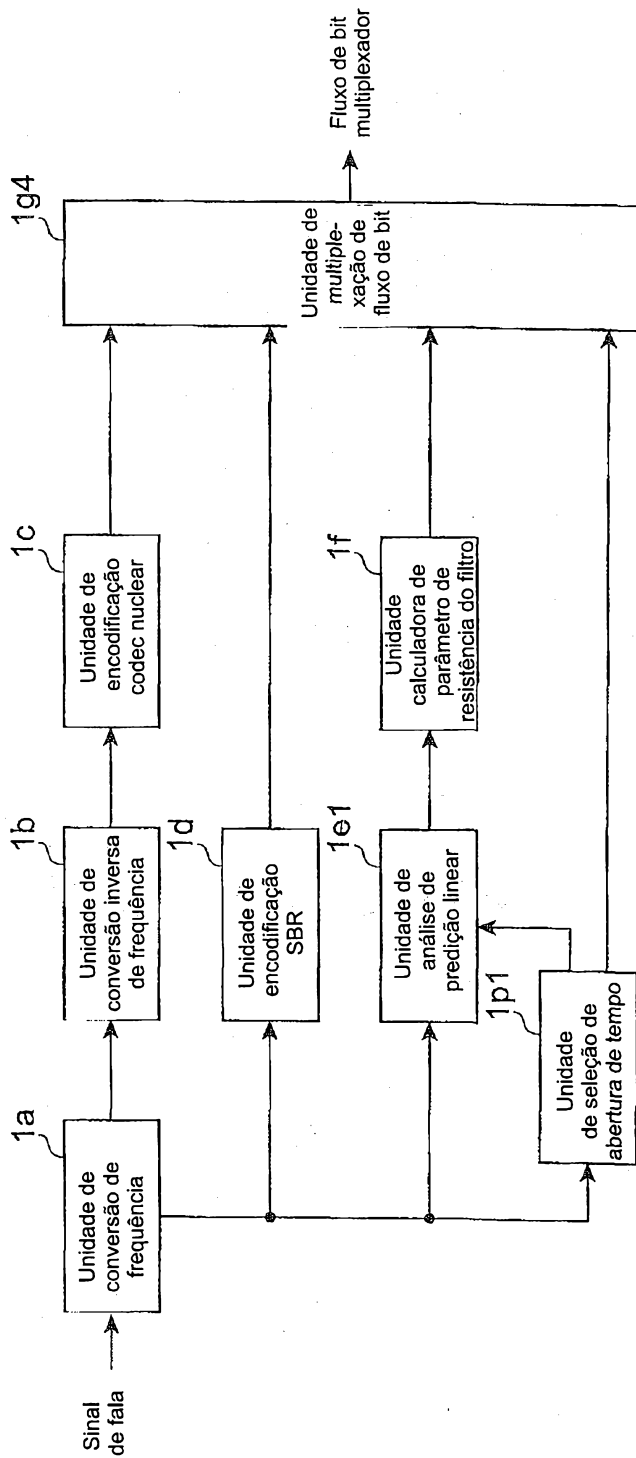 Sinal
de fala
1a
Unidade de
conversão de
frequência
1b
Unidade de
conversão inversa
de frequência
1c
Unidade de
encodificação
codec nuclear
1d
Unidade de
encodificação
SBR
1e1
Unidade de
análise de
predição linear
1f
Unidade
calculadora de
parâmetro de
resistência do filtro
1p1
Unidade
de seleção de
abertura de tempo
1g4
Unidade de
multiple-
xação de
fluxo de bit
Fluxo de bit
multiplexador